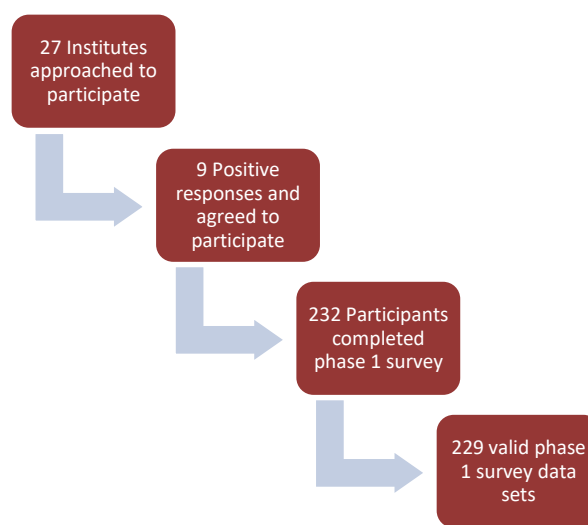 27 Institutes
approached to
participate
9 Positive
responses and
agreed to
participate
232 Participants
completed
phase 1 survey
229 valid phase
1 survey data
sets